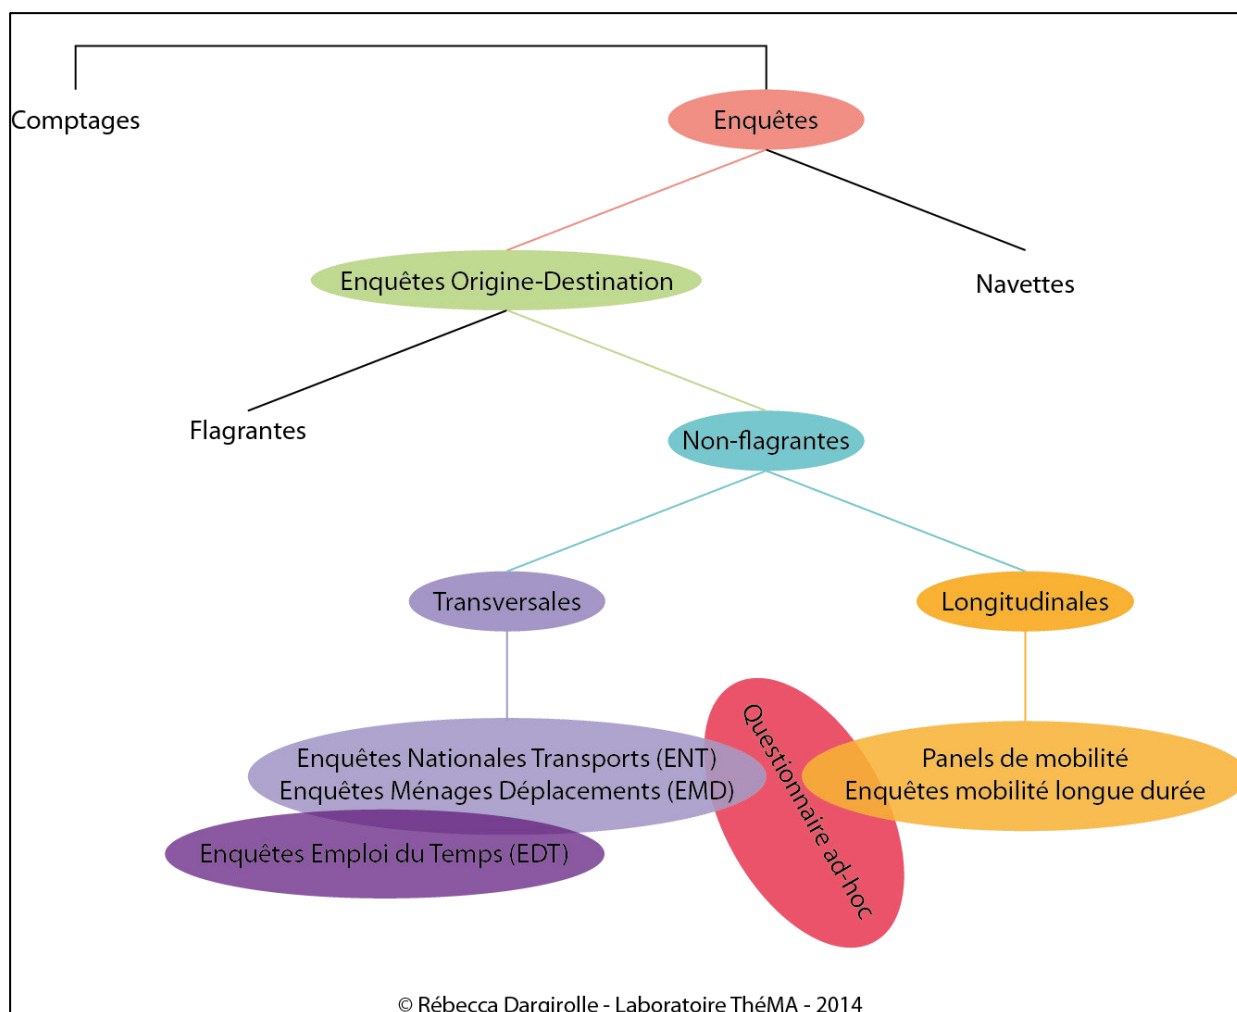 Comptages
Enquêtes
Enquêtes Origine-Destination
Navettes
Flagrantes
Non-flagrantes
Transversales
Longitudinales
Enquêtes Nationales Transports (ENT)
Enquêtes Ménages Déplacements (EMD)
Questionnaire ad-hoc
Panels de mobilité
Enquêtes mobilité longue durée
Enquêtes Emploi du Temps (EDT)
© Rébecca Dargirolle - Laboratoire ThéMA - 2014